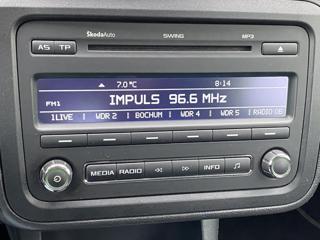 ŠkodaAuto SWING MP3
AS TP
7.0°C 8:14
FM1 IMPULS 96.6 MHz
1LIVE WDR 2 BOCHUM WDR 4 WDR 5 RADIO 06
MEDIA RADIO INFO